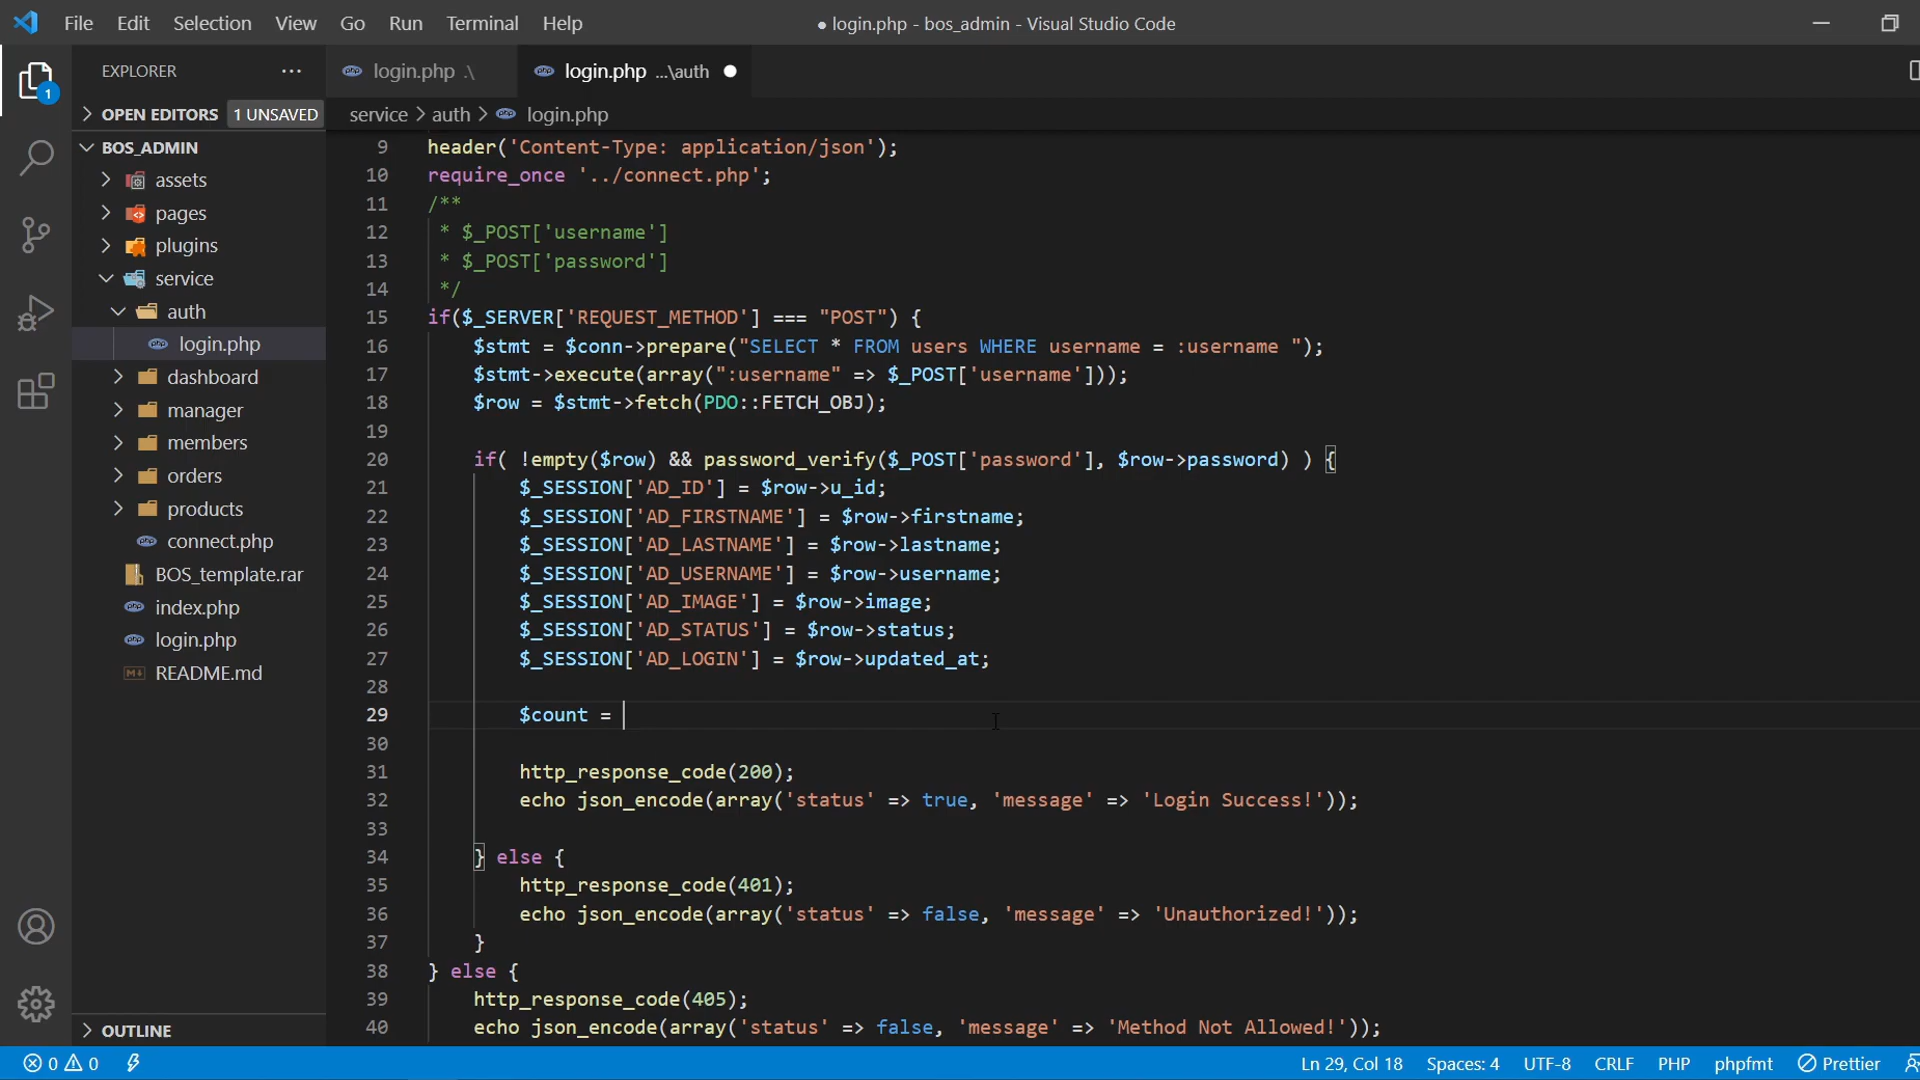 File Edit Selection View Go Run Terminal Help
● login.php - bos_admin - Visual Studio Code
EXPLORER
OPEN EDITORS 1 UNSAVED
BOS_ADMIN
assets
pages
plugins
service
auth
login.php
dashboard
manager
members
orders
products
connect.php
BOS_template.rar
index.php
login.php
README.md
OUTLINE
1
login.php .\
login.php ...\auth ●
service > auth > login.php
9 header('Content-Type: application/json');
10 require_once '../connect.php';
11 /**
12  * $_POST['username']
13  * $_POST['password']
14  */
15 if($_SERVER['REQUEST_METHOD'] === "POST") {
16     $stmt = $conn->prepare("SELECT * FROM users WHERE username = :username ");
17     $stmt->execute(array(":username" => $_POST['username']));
18     $row = $stmt->fetch(PDO::FETCH_OBJ);
19
20     if( !empty($row) && password_verify($_POST['password'], $row->password) ) {
21         $_SESSION['AD_ID'] = $row->u_id;
22         $_SESSION['AD_FIRSTNAME'] = $row->firstname;
23         $_SESSION['AD_LASTNAME'] = $row->lastname;
24         $_SESSION['AD_USERNAME'] = $row->username;
25         $_SESSION['AD_IMAGE'] = $row->image;
26         $_SESSION['AD_STATUS'] = $row->status;
27         $_SESSION['AD_LOGIN'] = $row->updated_at;
28
29         $count =
30
31         http_response_code(200);
32         echo json_encode(array('status' => true, 'message' => 'Login Success!'));
33
34     } else {
35         http_response_code(401);
36         echo json_encode(array('status' => false, 'message' => 'Unauthorized!'));
37     }
38 } else {
39     http_response_code(405);
40     echo json_encode(array('status' => false, 'message' => 'Method Not Allowed!'));
0 0
Ln 29, Col 18 Spaces: 4 UTF-8 CRLF PHP phpfmt Prettier